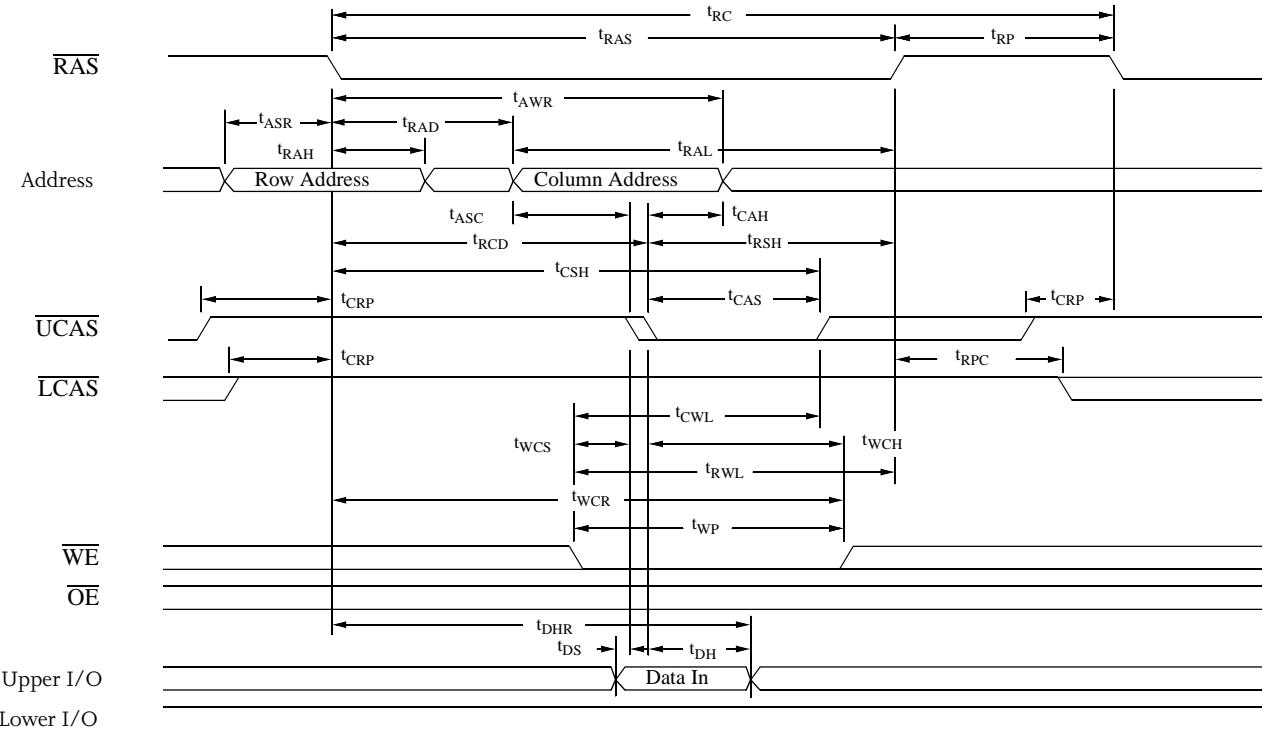 tRC
tRAS
tRP
RAS
tAWR
tASR
tRAD
tRAH
tRAL
Address
Row Address
Column Address
tASC
tCAH
tRCD
tRSH
tCSH
tCRP
tCAS
tCRP
UCAS
tCRP
tRPC
LCAS
tCWL
tWCS
tWCH
tRWL
tWCR
tWP
WE
OE
tDHR
tDS
tDH
Upper I/O
Data In
Lower I/O